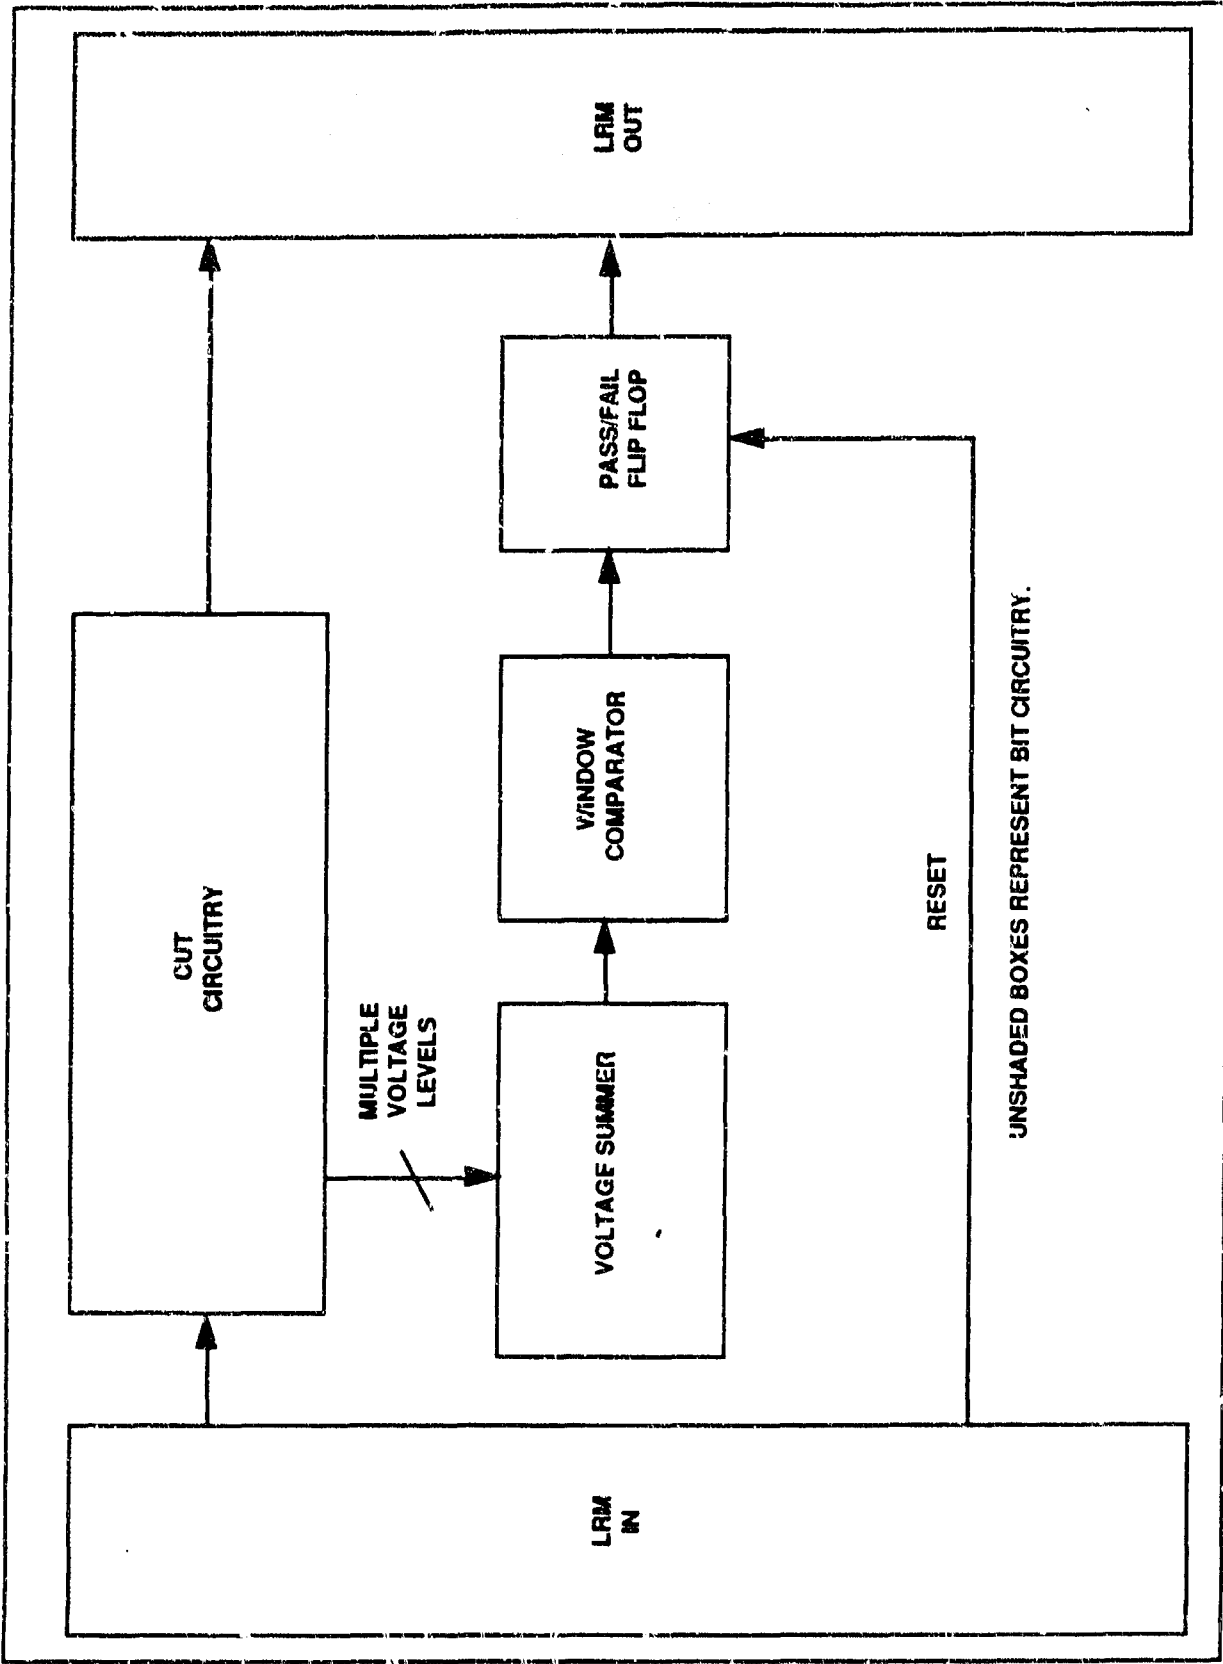 CUT
CIRCUITRY
MULTIPLE
VOLTAGE
LEVELS
LRM
IN
VOLTAGE SUMMER
WINDOW
COMPARATOR
PASS/FAIL
FLIP FLOP
LRM
OUT
RESET
UNSHADED BOXES REPRESENT BIT CIRCUITRY.